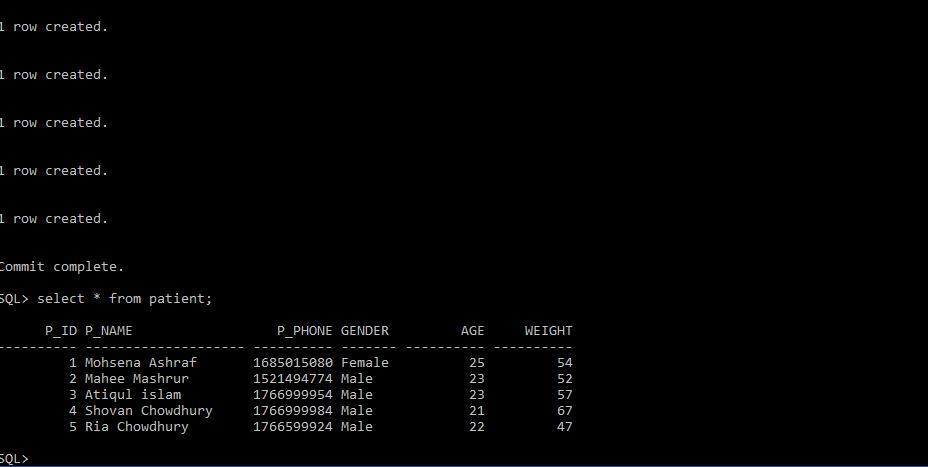 1 row created.
1 row created.
1 row created.
1 row created.
1 row created.
Commit complete.
SQL> select * from patient;
P_ID P_NAME P_PHONE GENDER AGE WEIGHT
---------- -------------------- ---------- ------- ---------- ----------
1 Mohsena Ashraf 1685015080 Female 25 54
2 Mahee Mashrur 1521494774 Male 23 52
3 Atiqul islam 1766999954 Male 23 57
4 Shovan Chowdhury 1766999984 Male 21 67
5 Ria Chowdhury 1766599924 Male 22 47
SQL>